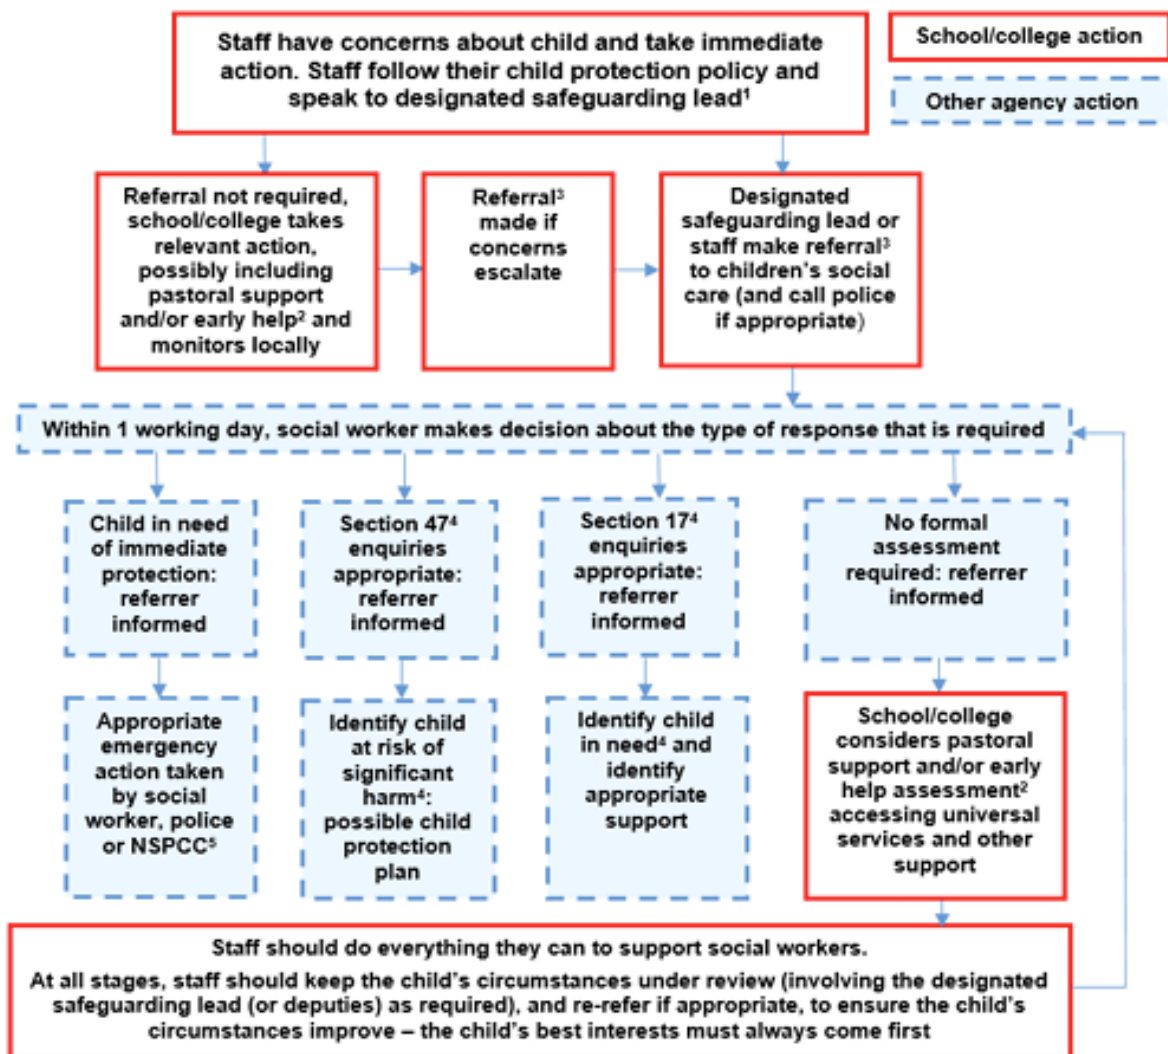 Staff have concerns about child and take immediate
action. Staff follow their child protection policy and
speak to designated safeguarding lead¹
School/college action
Other agency action
Referral not required,
school/college takes
relevant action,
possibly including
pastoral support
and/or early help² and
monitors locally
Referral³
made if
concerns
escalate
Designated
safeguarding lead or
staff make referral³
to children's social
care (and call police
if appropriate)
Within 1 working day, social worker makes decision about the type of response that is required
Child in need
of immediate
protection:
referrer
informed
Section 47⁴
enquiries
appropriate:
referrer
informed
Section 17⁴
enquiries
appropriate:
referrer
informed
No formal
assessment
required: referrer
informed
Appropriate
emergency
action taken
by social
worker, police
or NSPCC⁵
Identify child
at risk of
significant
harm⁴:
possible child
protection
plan
Identify child
in need⁴ and
identify
appropriate
support
School/college
considers pastoral
support and/or early
help assessment²
accessing universal
services and other
support
Staff should do everything they can to support social workers.
At all stages, staff should keep the child's circumstances under review (involving the designated
safeguarding lead (or deputies) as required), and re-refer if appropriate, to ensure the child's
circumstances improve – the child's best interests must always come first